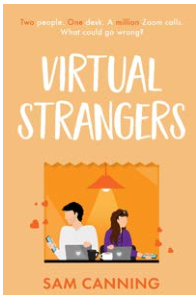 Two people. One desk. A million Zoom calls.
What could go wrong?
VIRTUAL
STRANGERS
SAM CANNING